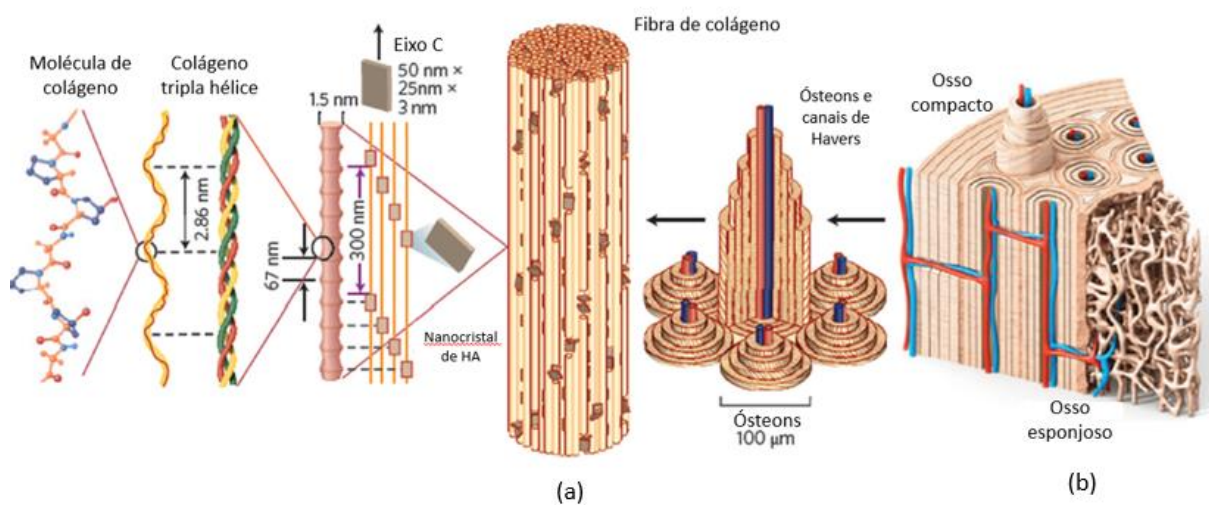 Molécula de
colágeno
Colágeno
tripla hélice
2.86 nm
67 nm
1.5 nm
Eixo C
50 nm ×
25nm ×
3 nm
300 nm
Nanocristal
de HA
Fibra de colágeno
(a)
Ósteons e
canais de
Havers
Ósteons
100 μm
Osso
compacto
Osso
esponjoso
(b)